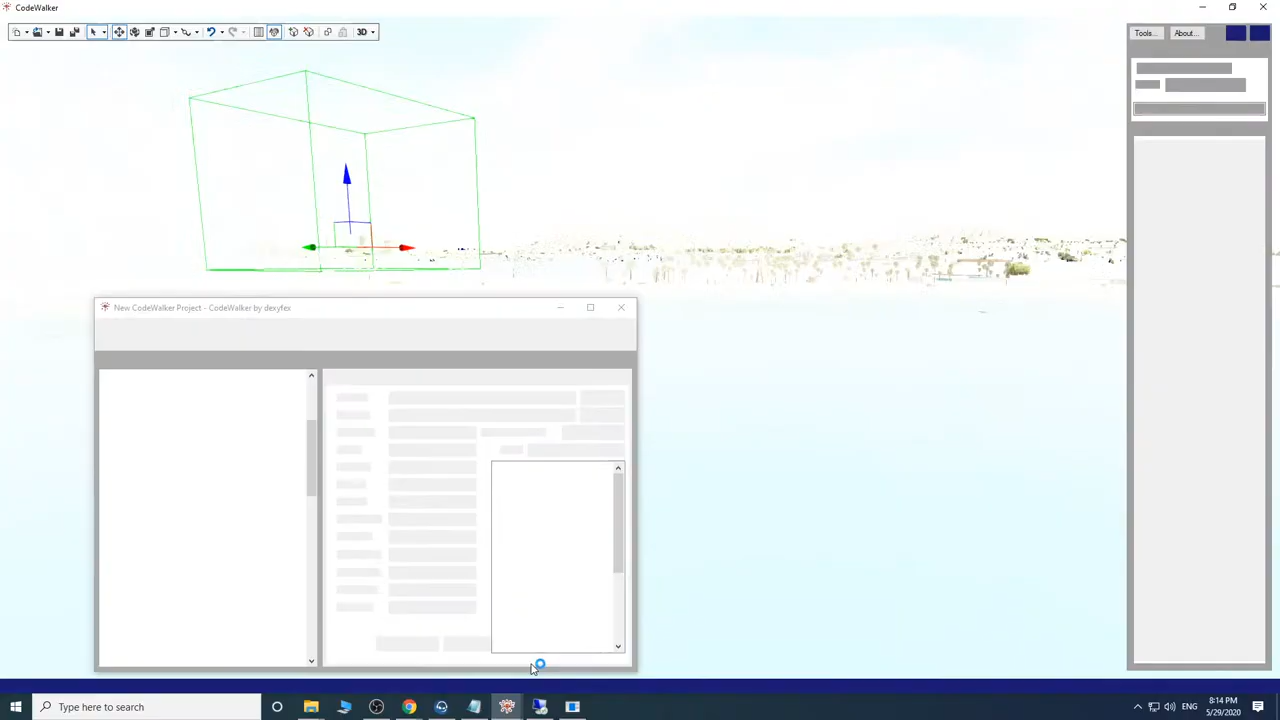 CodeWalker
3D
Tools...
About...
New CodeWalker Project - CodeWalker by dexyfex
Type here to search
ENG
8:14 PM
5/29/2020